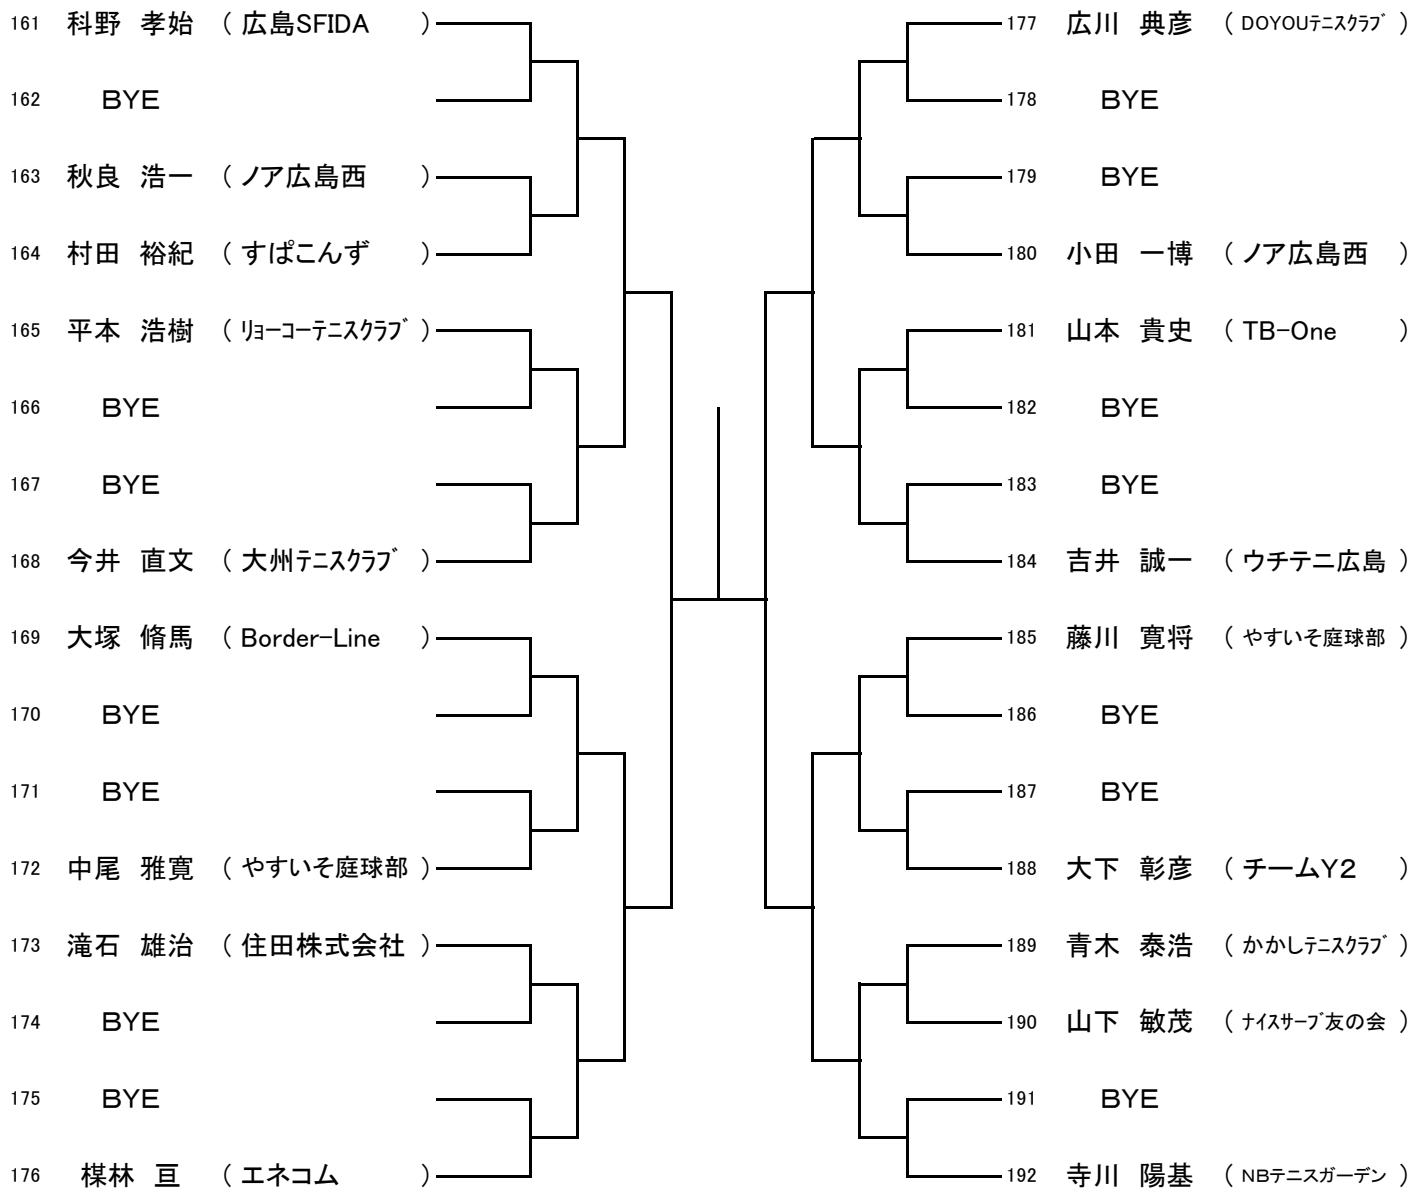 161 科野 孝始 ( 広島SFIDA )
162 BYE
163 秋良 浩一 ( ノア広島西 )
164 村田 裕紀 ( すぱこんず )
165 平本 浩樹 ( ﾘｮｰｺｰﾃﾆｽｸﾗﾌﾞ )
166 BYE
167 BYE
168 今井 直文 ( 大州ﾃﾆｽｸﾗﾌﾞ )
169 大塚 脩馬 ( Border-Line )
170 BYE
171 BYE
172 中尾 雅寛 ( やすいそ庭球部 )
173 滝石 雄治 ( 住田株式会社 )
174 BYE
175 BYE
176 楳林 亘 ( エネコム )
177 広川 典彦 ( DOYOUﾃﾆｽｸﾗﾌﾞ )
178 BYE
179 BYE
180 小田 一博 ( ノア広島西 )
181 山本 貴史 ( TB-One )
182 BYE
183 BYE
184 吉井 誠一 ( ウチテニ広島 )
185 藤川 寛将 ( やすいそ庭球部 )
186 BYE
187 BYE
188 大下 彰彦 ( チームY2 )
189 青木 泰浩 ( かかしﾃﾆｽｸﾗﾌﾞ )
190 山下 敏茂 ( ﾅｲｽｻｰﾌﾞ友の会 )
191 BYE
192 寺川 陽基 ( NBテニスガーデン )